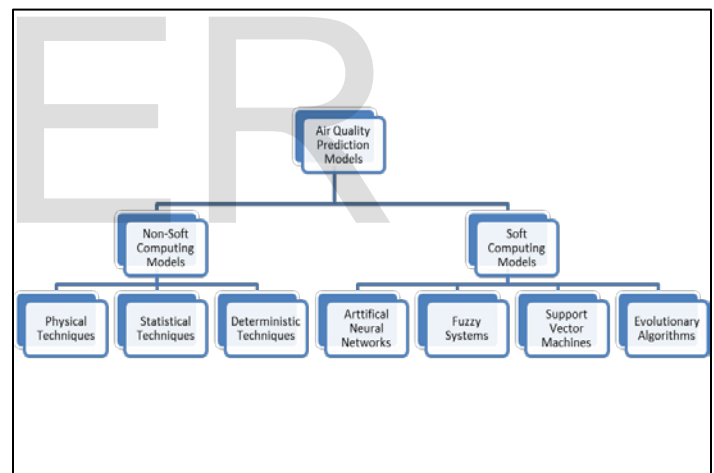 ER
Air Quality
Prediction
Models
Non-Soft
Computing
Models
Soft
Computing
Models
Physical
Techniques
Statistical
Techniques
Deterministic
Techniques
Arttifical
Neural
Networks
Fuzzy
Systems
Support
Vector
Machines
Evolutionary
Algorithms